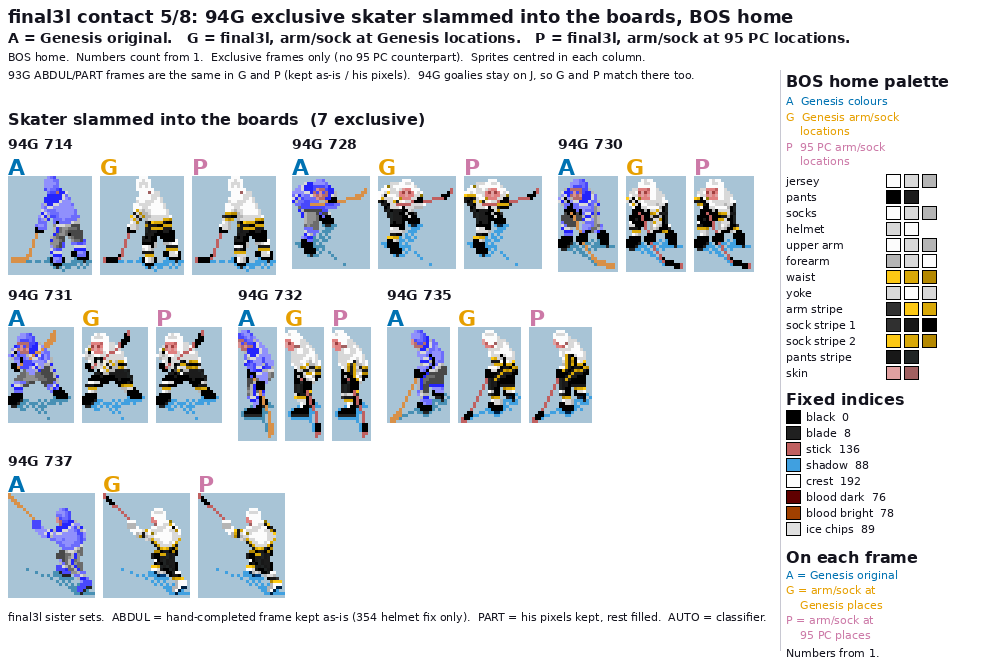 final3l contact 5/8: 94G exclusive skater slammed into the boards, BOS home
A = Genesis original.   G = final3l, arm/sock at Genesis locations.   P = final3l, arm/sock at 95 PC locations.
BOS home.  Numbers count from 1.  Exclusive frames only (no 95 PC counterpart).  Sprites centred in each column.
93G ABDUL/PART frames are the same in G and P (kept as-is / his pixels).  94G goalies stay on J, so G and P match there too.
Skater slammed into the boards  (7 exclusive)
94G 714
A G P
94G 728
A G P
94G 730
A G P
94G 731
A G P
94G 732
A G P
94G 735
A G P
94G 737
A G P
final3l sister sets.  ABDUL = hand-completed frame kept as-is (354 helmet fix only).  PART = his pixels kept, rest filled.  AUTO = classifier.
BOS home palette
A  Genesis colours
G  Genesis arm/sock
locations
P  95 PC arm/sock
locations
jersey
pants
socks
helmet
upper arm
forearm
waist
yoke
arm stripe
sock stripe 1
sock stripe 2
pants stripe
skin
Fixed indices
black  0
blade  8
stick  136
shadow  88
crest  192
blood dark  76
blood bright  78
ice chips  89
On each frame
A = Genesis original
G = arm/sock at
Genesis places
P = arm/sock at
95 PC places
Numbers from 1.